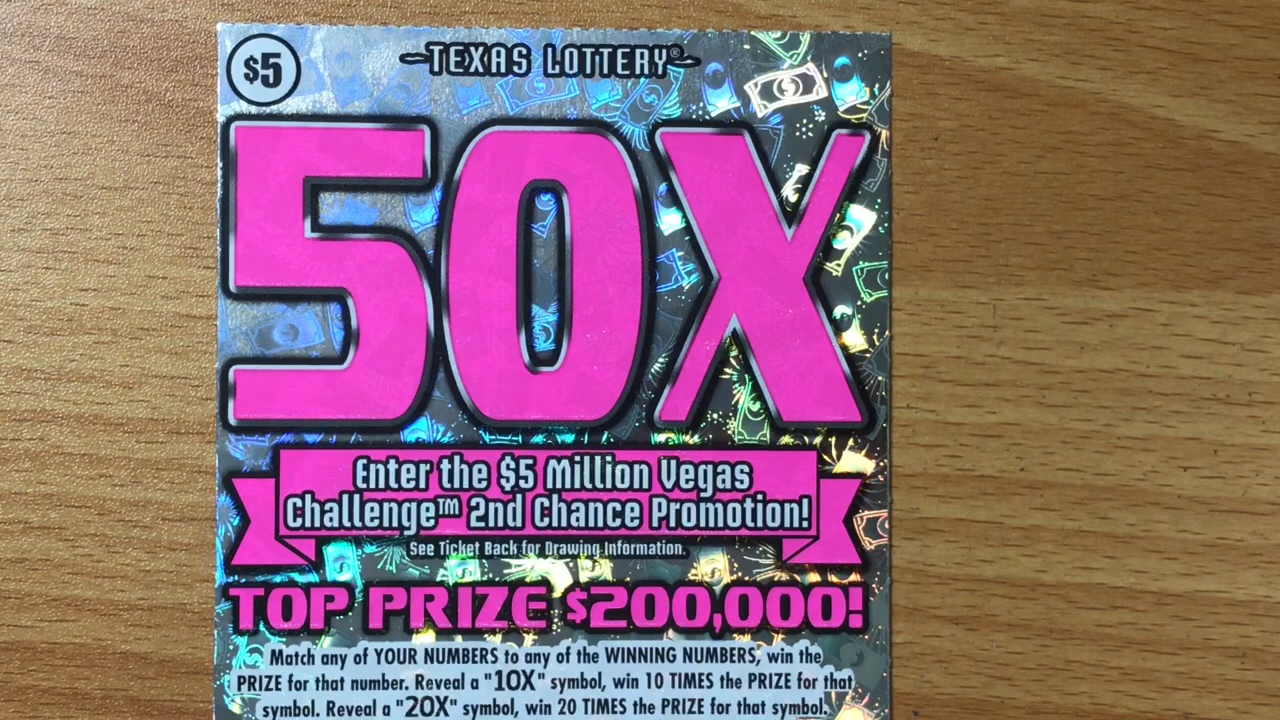 $5
TEXAS LOTTERY®
50X
Enter the $5 Million Vegas
Challenge™ 2nd Chance Promotion!
See Ticket Back for Drawing Information.
TOP PRIZE $200,000!
Match any of YOUR NUMBERS to any of the WINNING NUMBERS, win the
PRIZE for that number. Reveal a "10X" symbol, win 10 TIMES the PRIZE for that
symbol. Reveal a "20X" symbol, win 20 TIMES the PRIZE for that symbol.